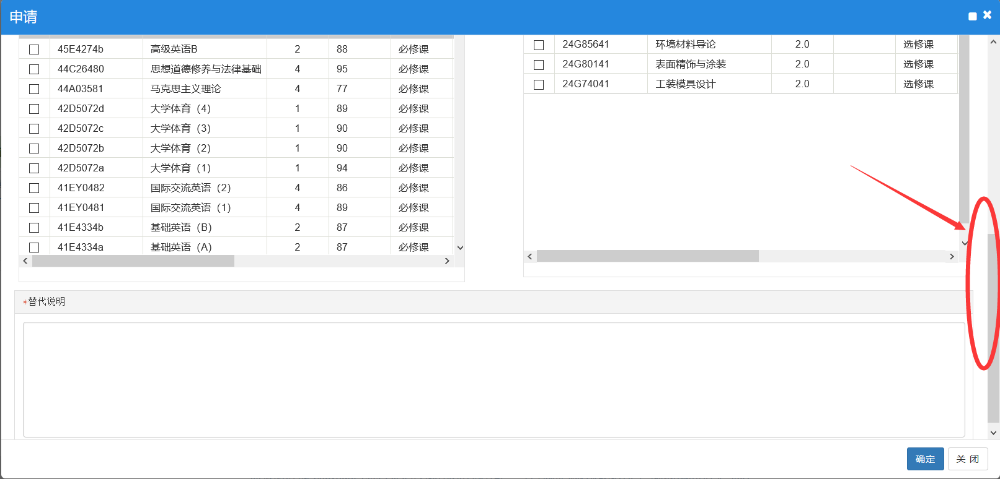 申请
45E4274b 高级英语B 2 88 必修课
44C26480 思想道德修养与法律基础 4 95 必修课
44A03581 马克思主义理论 4 77 必修课
42D5072d 大学体育（4） 1 89 必修课
42D5072c 大学体育（3） 1 90 必修课
42D5072b 大学体育（2） 1 90 必修课
42D5072a 大学体育（1） 1 94 必修课
41EY0482 国际交流英语（2） 4 86 必修课
41EY0481 国际交流英语（1） 4 89 必修课
41E4334b 基础英语（B） 2 87 必修课
41E4334a 基础英语（A） 2 87 必修课
24G85641 环境材料导论 2.0 选修课
24G80141 表面精饰与涂装 2.0 选修课
24G74041 工装模具设计 2.0 选修课
*替代说明
确定 关 闭